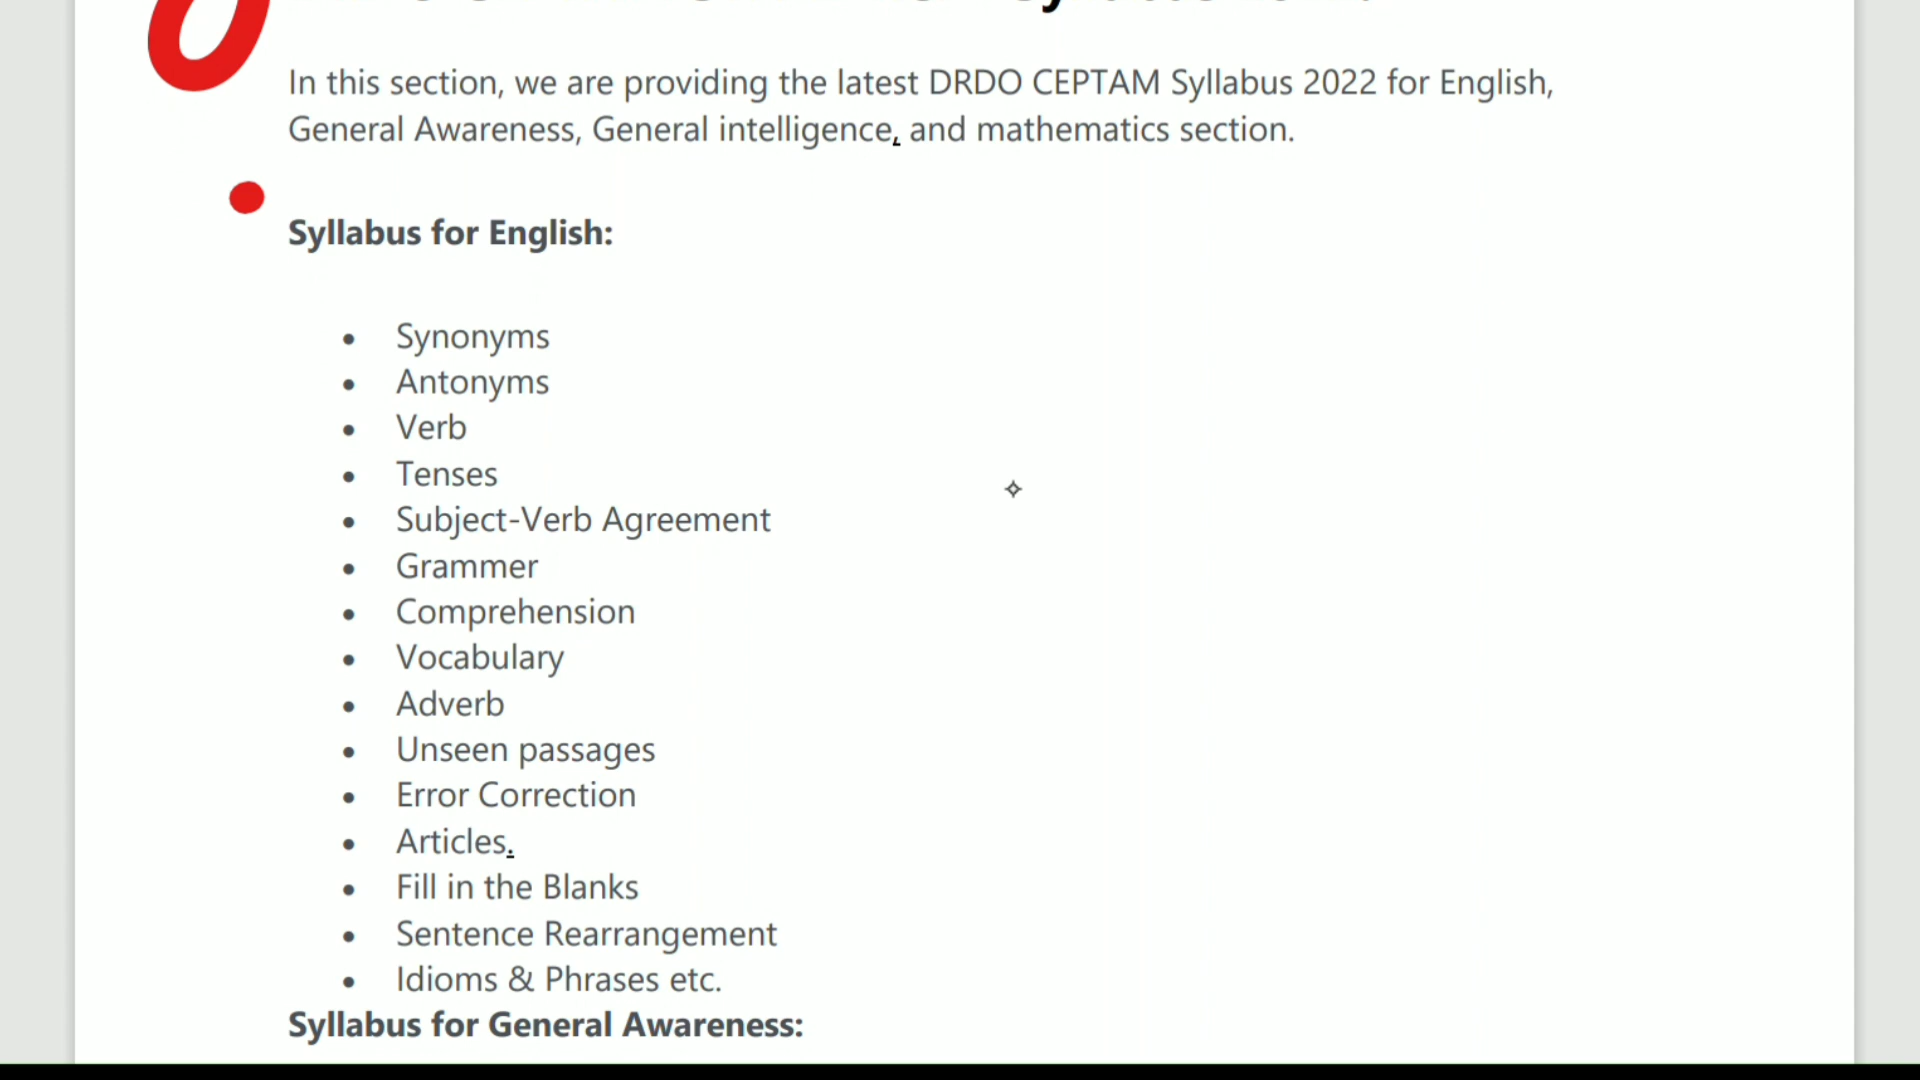 In this section, we are providing the latest DRDO CEPTAM Syllabus 2022 for English,
General Awareness, General intelligence, and mathematics section.
Syllabus for English:
• Synonyms
• Antonyms
• Verb
• Tenses
• Subject-Verb Agreement
• Grammer
• Comprehension
• Vocabulary
• Adverb
• Unseen passages
• Error Correction
• Articles.
• Fill in the Blanks
• Sentence Rearrangement
• Idioms & Phrases etc.
Syllabus for General Awareness: